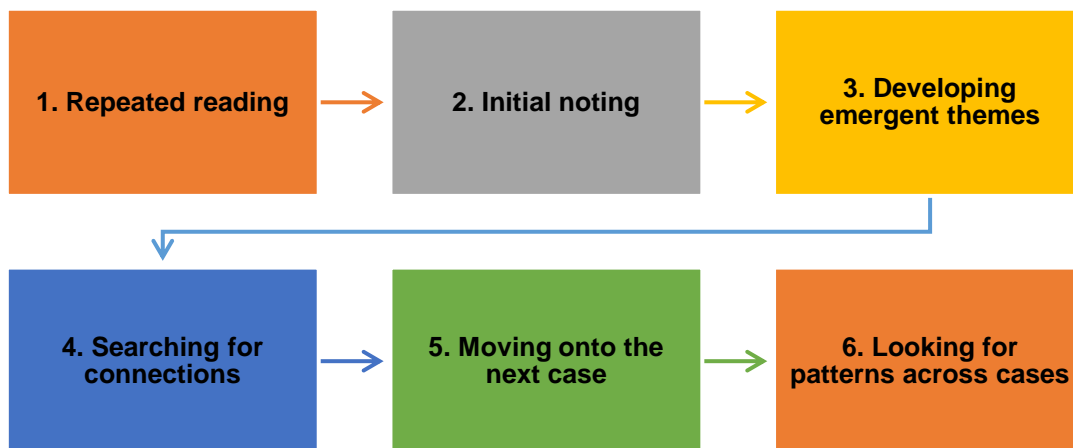 1. Repeated reading
2. Initial noting
3. Developing
emergent themes
4. Searching for
connections
5. Moving onto the
next case
6. Looking for
patterns across cases